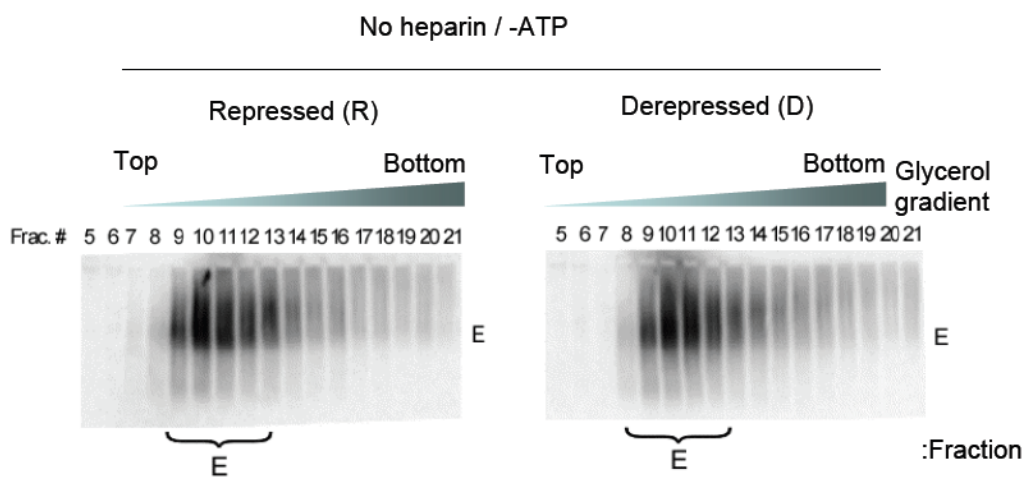 No heparin / -ATP
Repressed (R)
Derepressed (D)
Top
Bottom
Top
Bottom
Glycerol
gradient
Frac. # 5 6 7 8 9 10 11 12 13 14 15 16 17 18 19 20 21
5 6 7 8 9 10 11 12 13 14 15 16 17 18 19 20 21
E
E
E
E
:Fraction